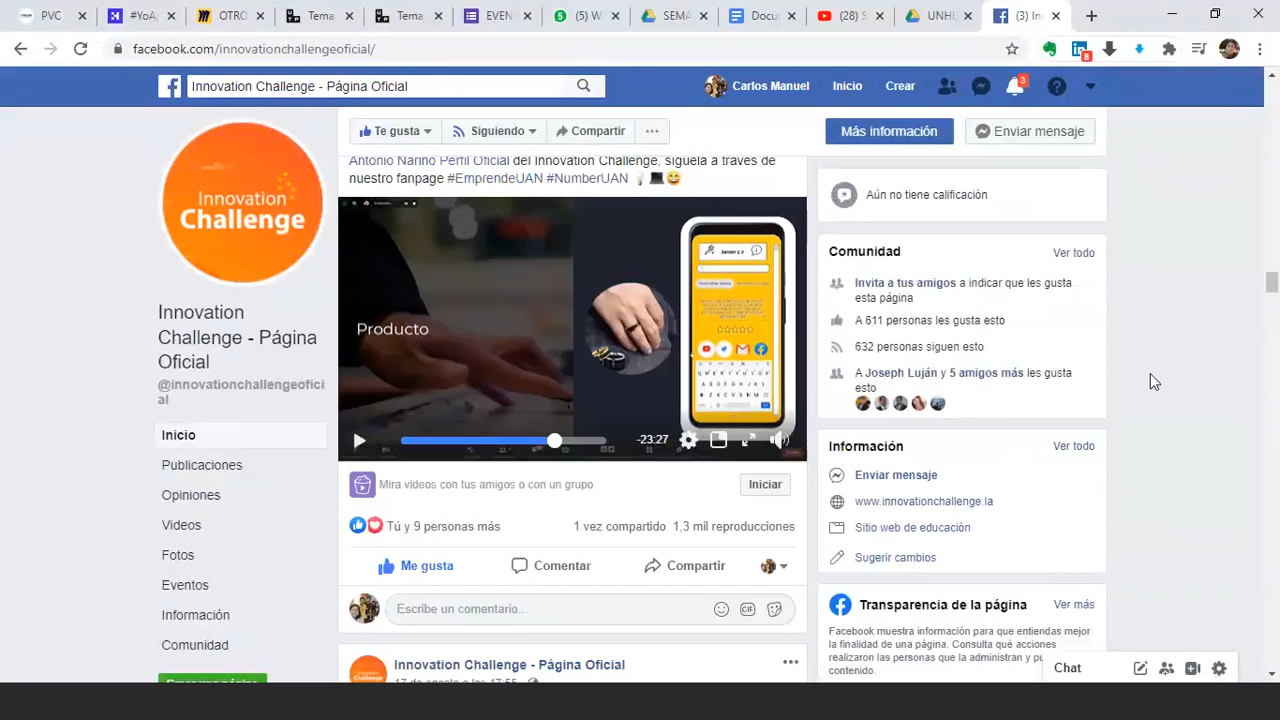 PVC
#YoA
OTRO
Tema.
Tema.
EVEN
(5) W
SEMA
Docu
(28) S
UNHE
(3) In
facebook.com/innovationchallengeoficial/
8
Innovation Challenge - Página Oficial
Carlos Manuel
Inicio
Crear
3
Te gusta
Siguiendo
Compartir
Más información
Enviar mensaje
Antonio Nariño Perfil Oficial del Innovation Challenge, síguela a través de
nuestro fanpage #EmprendeUAN #NumberUAN
Innovation
Challenge
Innovation
Challenge - Página
Oficial
@innovationchallengeofici
al
Inicio
Publicaciones
Opiniones
Videos
Fotos
Eventos
Información
Comunidad
Producto
-23:27
Mira videos con tus amigos o con un grupo
Iniciar
Tú y 9 personas más
1 vez compartido
1,3 mil reproducciones
Me gusta
Comentar
Compartir
Escribe un comentario...
GIF
Innovation Challenge - Página Oficial
Aún no tiene calificación
Comunidad
Ver todo
Invita a tus amigos a indicar que les gusta
esta página
A 611 personas les gusta esto
632 personas siguen esto
A Joseph Luján y 5 amigos más les gusta
esto
Información
Ver todo
Enviar mensaje
www.innovationchallenge.la
Sitio web de educación
Sugerir cambios
Transparencia de la página
Ver más
Facebook muestra información para que entiendas mejor
la finalidad de una página. Consulta qué acciones
realizaron las personas que la administran y pu
contenido.
Chat